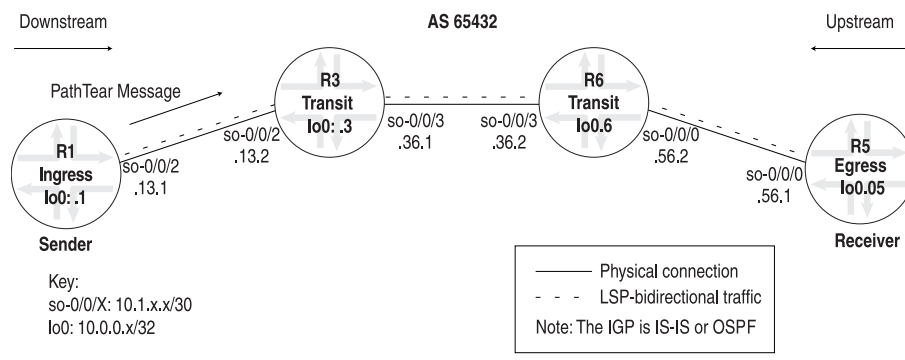 Downstream
AS 65432
Upstream
PathTear Message
R1
Ingress
lo0: .1
Sender
so-0/0/2
.13.1
so-0/0/2
.13.2
R3
Transit
lo0: .3
so-0/0/3
.36.1
so-0/0/3
.36.2
R6
Transit
lo0.6
so-0/0/0
.56.2
so-0/0/0
.56.1
R5
Egress
lo0.05
Receiver
Key:
so-0/0/X: 10.1.x.x/30
lo0: 10.0.0.x/32
Physical connection
LSP-bidirectional traffic
Note: The IGP is IS-IS or OSPF